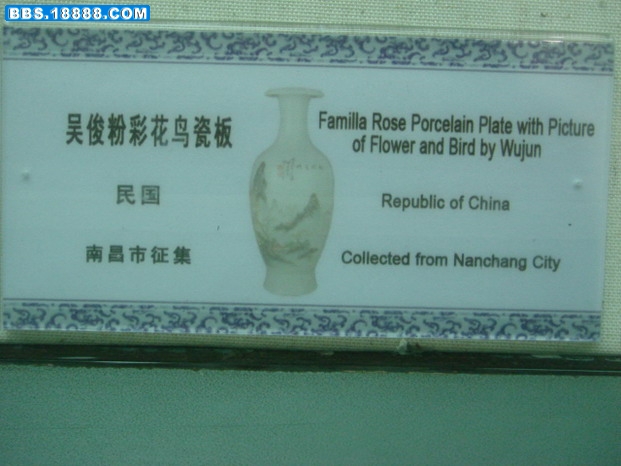 BBS.18888.COM
吴俊粉彩花鸟瓷板
民国
南昌市征集
Familla Rose Porcelain Plate with Picture
of Flower and Bird by Wujun
Republic of China
Collected from Nanchang City